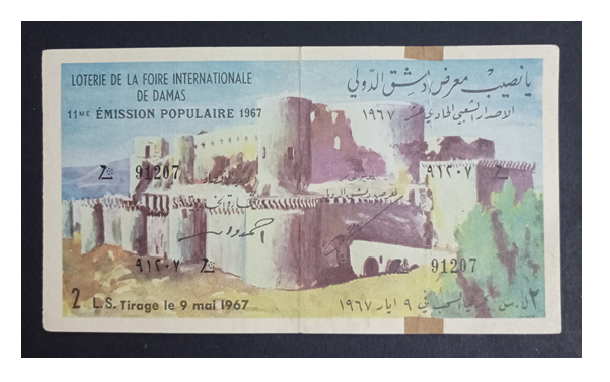 LOTERIE DE LA FOIRE INTERNATIONALE
DE DAMAS
11ME ÉMISSION POPULAIRE 1967
يانصيب معرض دمشق الدولي
الاصدار الشعبي الحادي عشر ١٩٦٧
Z 91207
٩١٢٠٧ Z
٩١٢٠٧ Z
Z 91207
2 L.S. Tirage le 9 mai 1967
٢ ل.س. يجري السحب في ٩ ايار ١٩٦٧